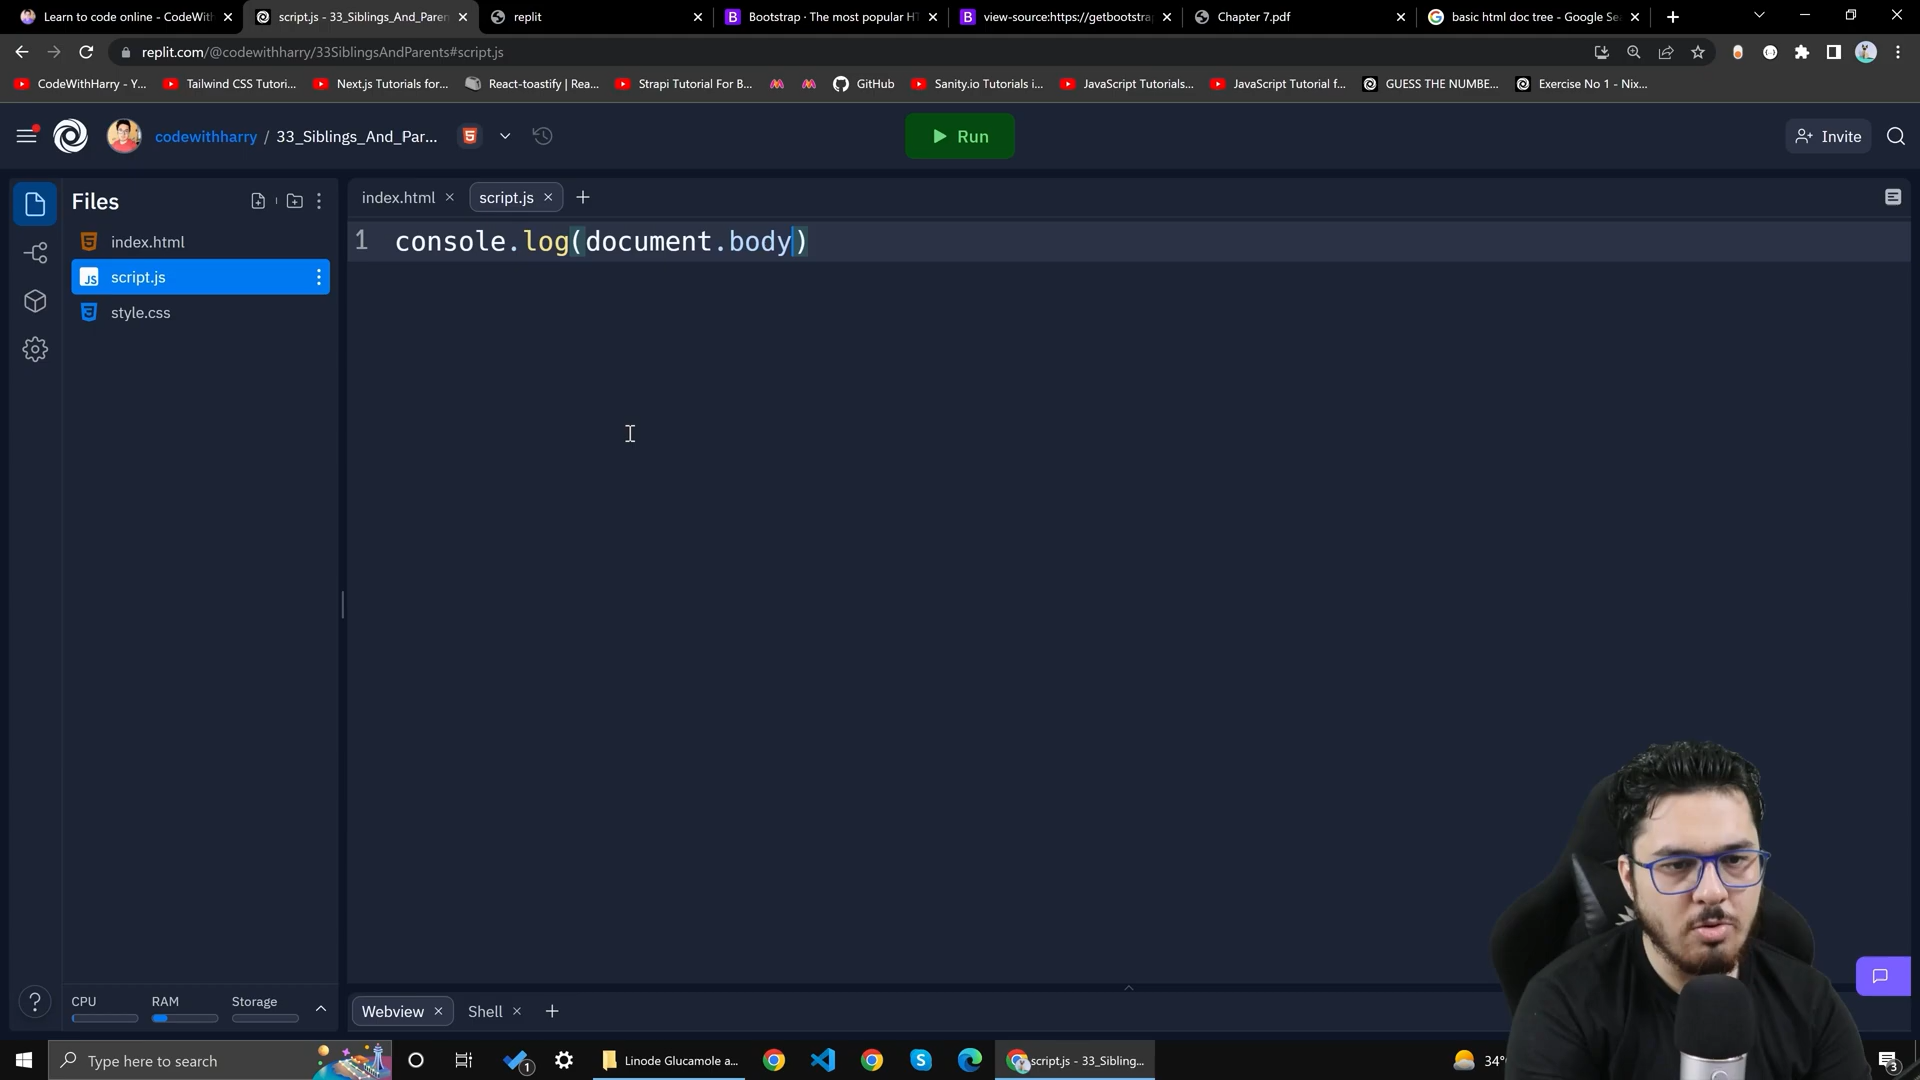 Learn to code online - CodeWith
script.js - 33_Siblings_And_Paren
replit
Bootstrap · The most popular HT
view-source:https://getbootstra
Chapter 7.pdf
basic html doc tree - Google Se
replit.com/@codewithharry/33SiblingsAndParents#script.js
CodeWithHarry - Y...
Tailwind CSS Tutori...
Next.js Tutorials for...
React-toastify | Rea...
Strapi Tutorial For B...
GitHub
Sanity.io Tutorials i...
JavaScript Tutorials...
JavaScript Tutorial f...
GUESS THE NUMBE...
Exercise No 1 - Nix...
codewithharry / 33_Siblings_And_Par...
5
Run
Invite
Files
index.html
script.js
style.css
index.html
script.js
1 console.log(document.body)
CPU
RAM
Storage
Webview
Shell
Type here to search
1
Linode Glucamole a...
script.js - 33_Sibling...
34°
3